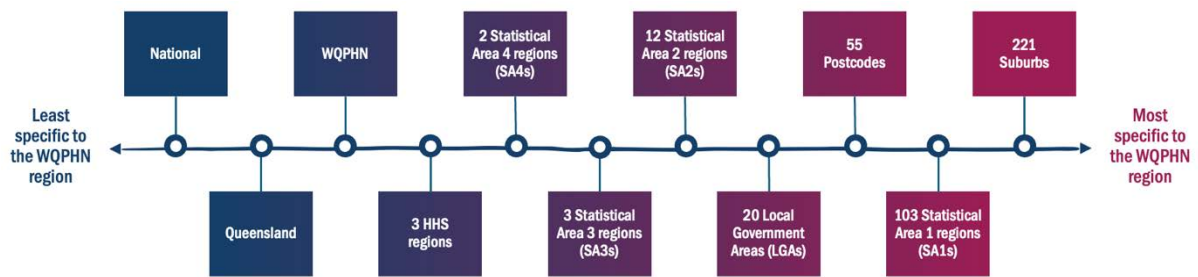 National
WQPHN
2 Statistical
Area 4 regions
(SA4s)
12 Statistical
Area 2 regions
(SA2s)
55
Postcodes
221
Suburbs
Least
specific to
the WQPHN
region
Most
specific to
the WQPHN
region
Queensland
3 HHS
regions
3 Statistical
Area 3 regions
(SA3s)
20 Local
Government
Areas (LGAs)
103 Statistical
Area 1 regions
(SA1s)